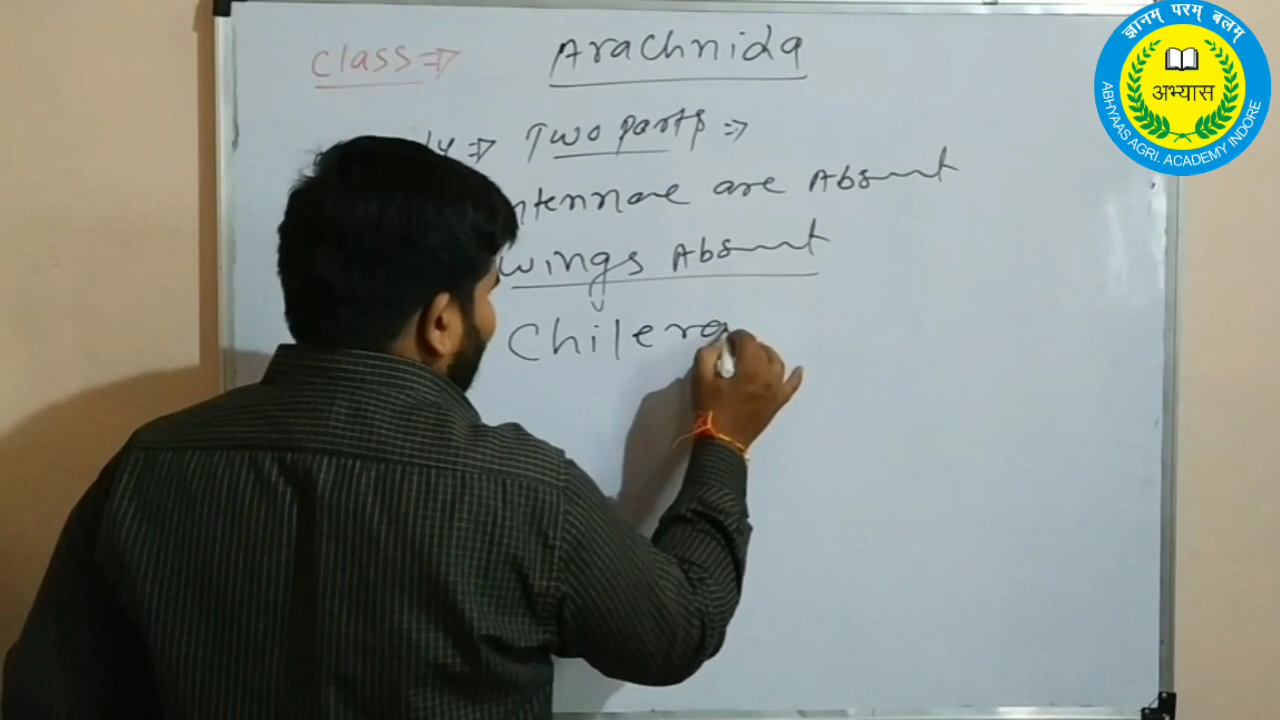 class⇒ Arachnida
Two parts ⇒
ntennae are Absent
wings Absent
Chilera
ज्ञानम् परम् बलम्
अभ्यास
ABHYAAS AGRI. ACADEMY INDORE